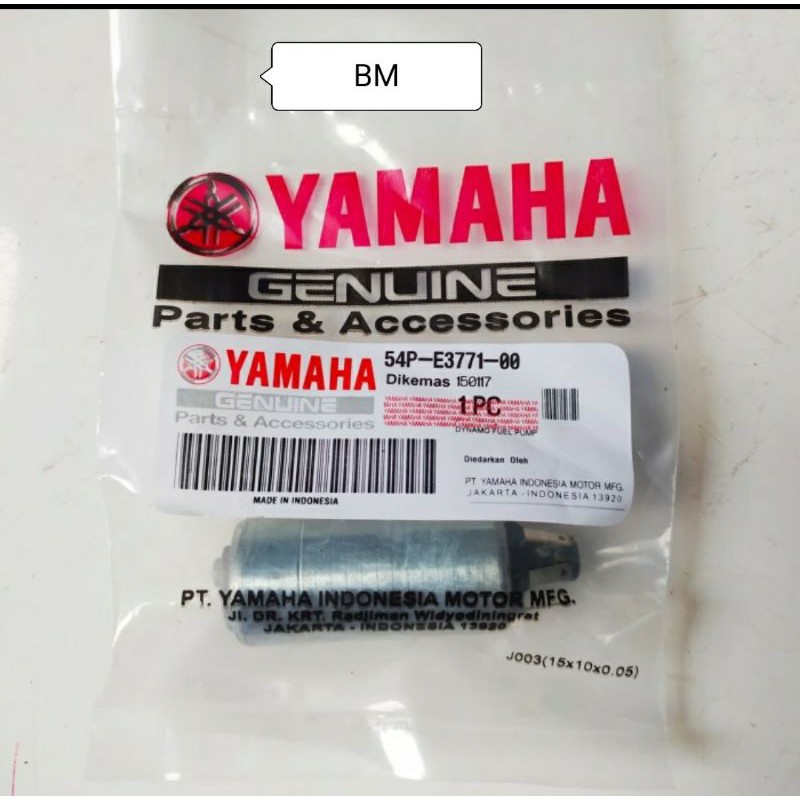 BM
YAMAHA
GENUINE
Parts & Accessories
YAMAHA 54P-E3771-00
GENUINE Dikemas 150117
Parts & Accessories 1 PC
DYNAMO FUEL PUMP
Diedarkan Oleh
PT. YAMAHA INDONESIA MOTOR MFG.
JAKARTA - INDONESIA 13920
MADE IN INDONESIA
PT. YAMAHA INDONESIA MOTOR MFG.
Jl. DR. KRT. Radjiman Widyodiningrat
JAKARTA - INDONESIA 13920
J003(15x10x0.05)